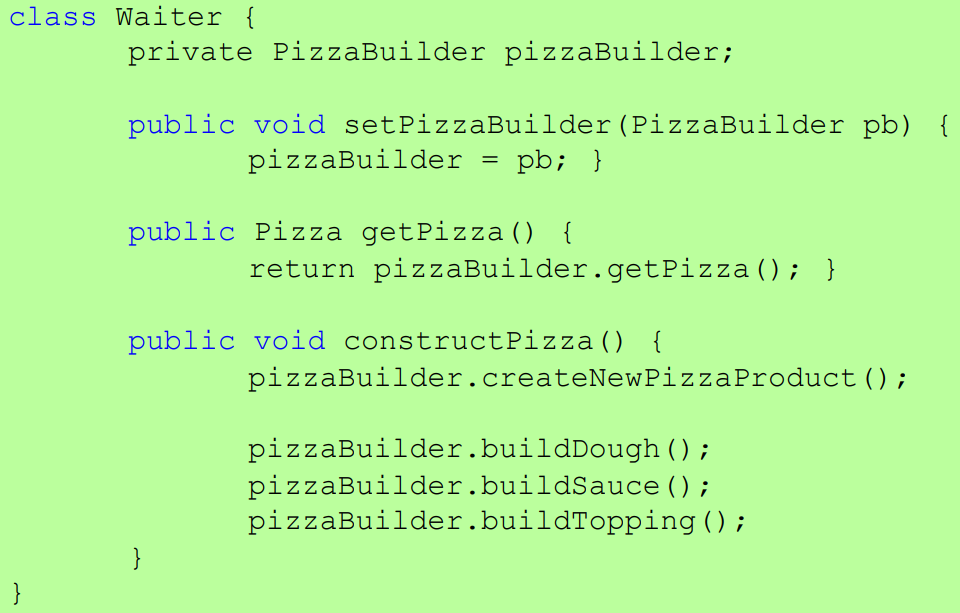 class Waiter {
private PizzaBuilder pizzaBuilder;
public void setPizzaBuilder(PizzaBuilder pb) {
pizzaBuilder = pb; }
public Pizza getPizza() {
return pizzaBuilder.getPizza(); }
public void constructPizza() {
pizzaBuilder.createNewPizzaProduct();
pizzaBuilder.buildDough();
pizzaBuilder.buildSauce();
pizzaBuilder.buildTopping();
}
}